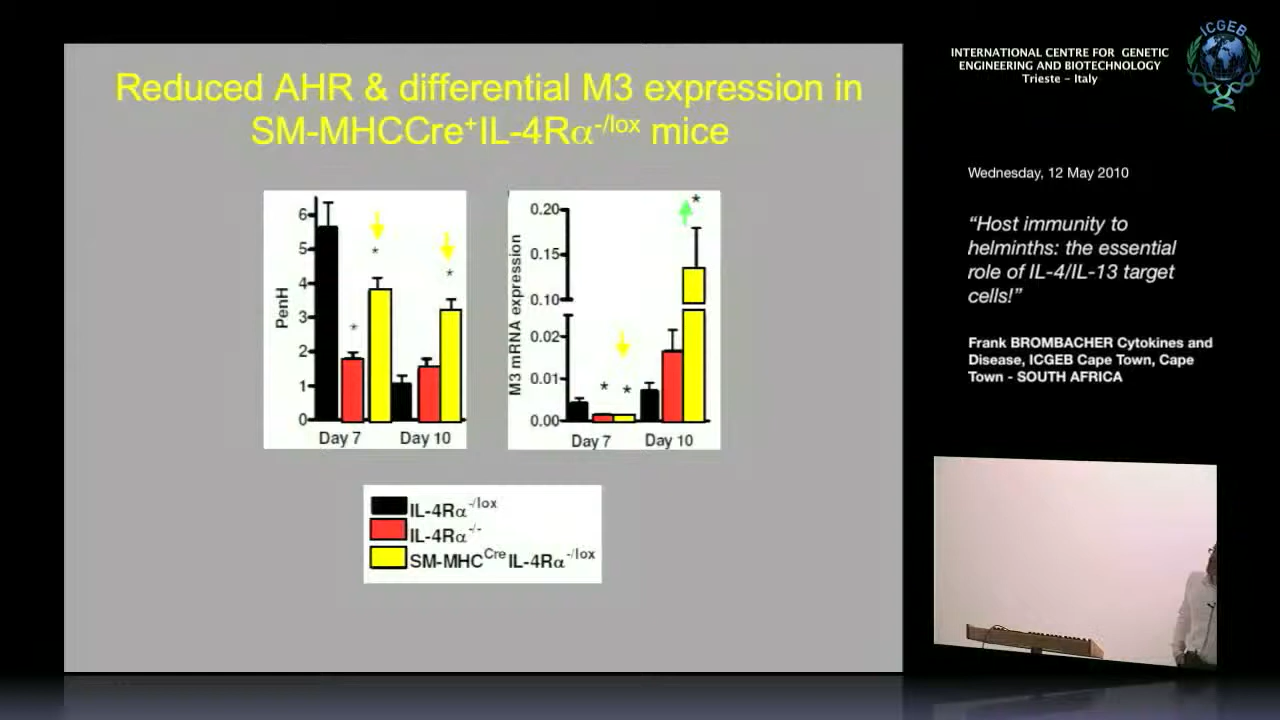 Reduced AHR & differential M3 expression in
SM-MHCCre⁺IL-4Rα⁻/ˡᵒˣ mice
PenH
6
5
4
3
2
1
0
*
*
*
Day 7
Day 10
M3 mRNA expression
0.20
0.15
0.10
0.02
0.01
0.00
*
*
*
Day 7
Day 10
IL-4Rα⁻/ˡᵒˣ
IL-4Rα⁻/⁻
SM-MHCᶜʳᵉ IL-4Rα⁻/ˡᵒˣ
INTERNATIONAL CENTRE FOR GENETIC
ENGINEERING AND BIOTECHNOLOGY
Trieste – Italy
ICGEB
Wednesday, 12 May 2010
“Host immunity to
helminths: the essential
role of IL-4/IL-13 target
cells!”
Frank BROMBACHER Cytokines and
Disease, ICGEB Cape Town, Cape
Town - SOUTH AFRICA